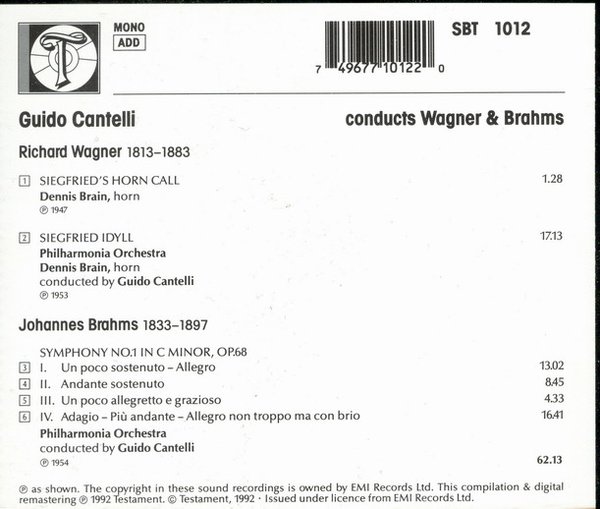 T
MONO
ADD
7 49677 10122 0
SBT 1012
Guido Cantelli conducts Wagner & Brahms
Richard Wagner 1813–1883
1 SIEGFRIED'S HORN CALL 1.28
Dennis Brain, horn
℗ 1947
2 SIEGFRIED IDYLL 17.13
Philharmonia Orchestra
Dennis Brain, horn
conducted by Guido Cantelli
℗ 1953
Johannes Brahms 1833–1897
SYMPHONY NO.1 IN C MINOR, OP.68
3 I. Un poco sostenuto – Allegro 13.02
4 II. Andante sostenuto 8.45
5 III. Un poco allegretto e grazioso 4.33
6 IV. Adagio – Più andante – Allegro non troppo ma con brio 16.41
Philharmonia Orchestra
conducted by Guido Cantelli
℗ 1954 62.13
℗ as shown. The copyright in these sound recordings is owned by EMI Records Ltd. This compilation & digital
remastering ℗ 1992 Testament. © Testament, 1992 · Issued under licence from EMI Records Ltd.